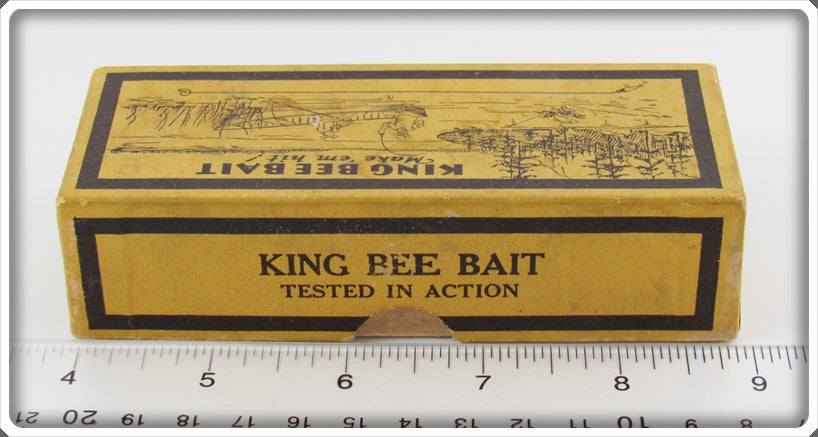 KING BEE BAIT
"Make 'em hit!"
KING BEE BAIT
TESTED IN ACTION
4 5 6 7 8 9
21 20 19 18 17 16 15 14 13 12 11 10 9 8 7